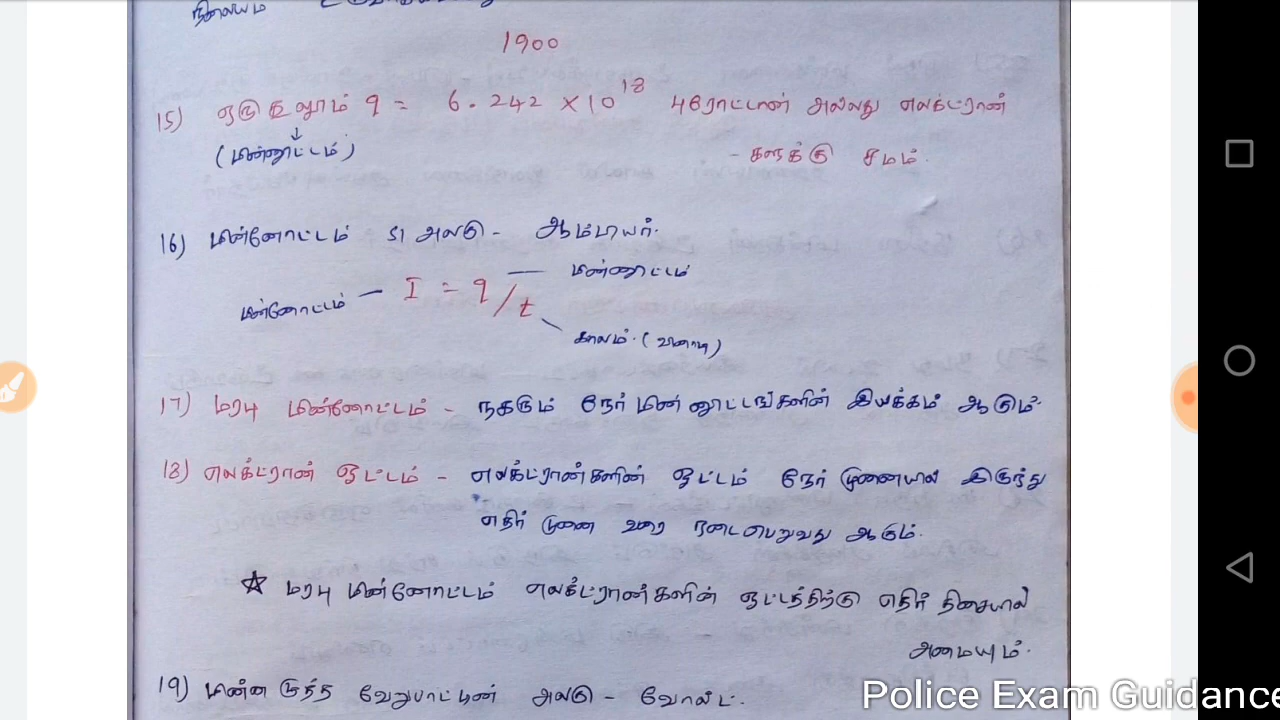 நிலையம்
1900
15) ஒரு கூலூம் q = 6.242 × 10^18 புரோட்டான் அல்லது எலக்ட்ரான்
(மின்னூட்டம்) - களுக்கு சமம்.
16) மின்னோட்டம் SI அலகு - ஆம்பியர்.
மின்னோட்டம் — I = q/t — மின்னூட்டம்
காலம். (வினாடி)
17) மரபு மின்னோட்டம் - நகரும் நேர் மின்னூட்டங்களின் இயக்கம் ஆகும்.
18) எலக்ட்ரான் ஓட்டம் - எலக்ட்ரான்களின் ஓட்டம் நேர் முனையில் இருந்து
எதிர் முனை வரை நடைபெறுவது ஆகும்.
☆ மரபு மின்னோட்டம் எலக்ட்ரான்களின் ஓட்டத்திற்கு எதிர் திசையில்
அமையும்.
19) மின்னழுத்த வேறுபாட்டின் அலகு - வோல்ட்.
Police Exam Guidance